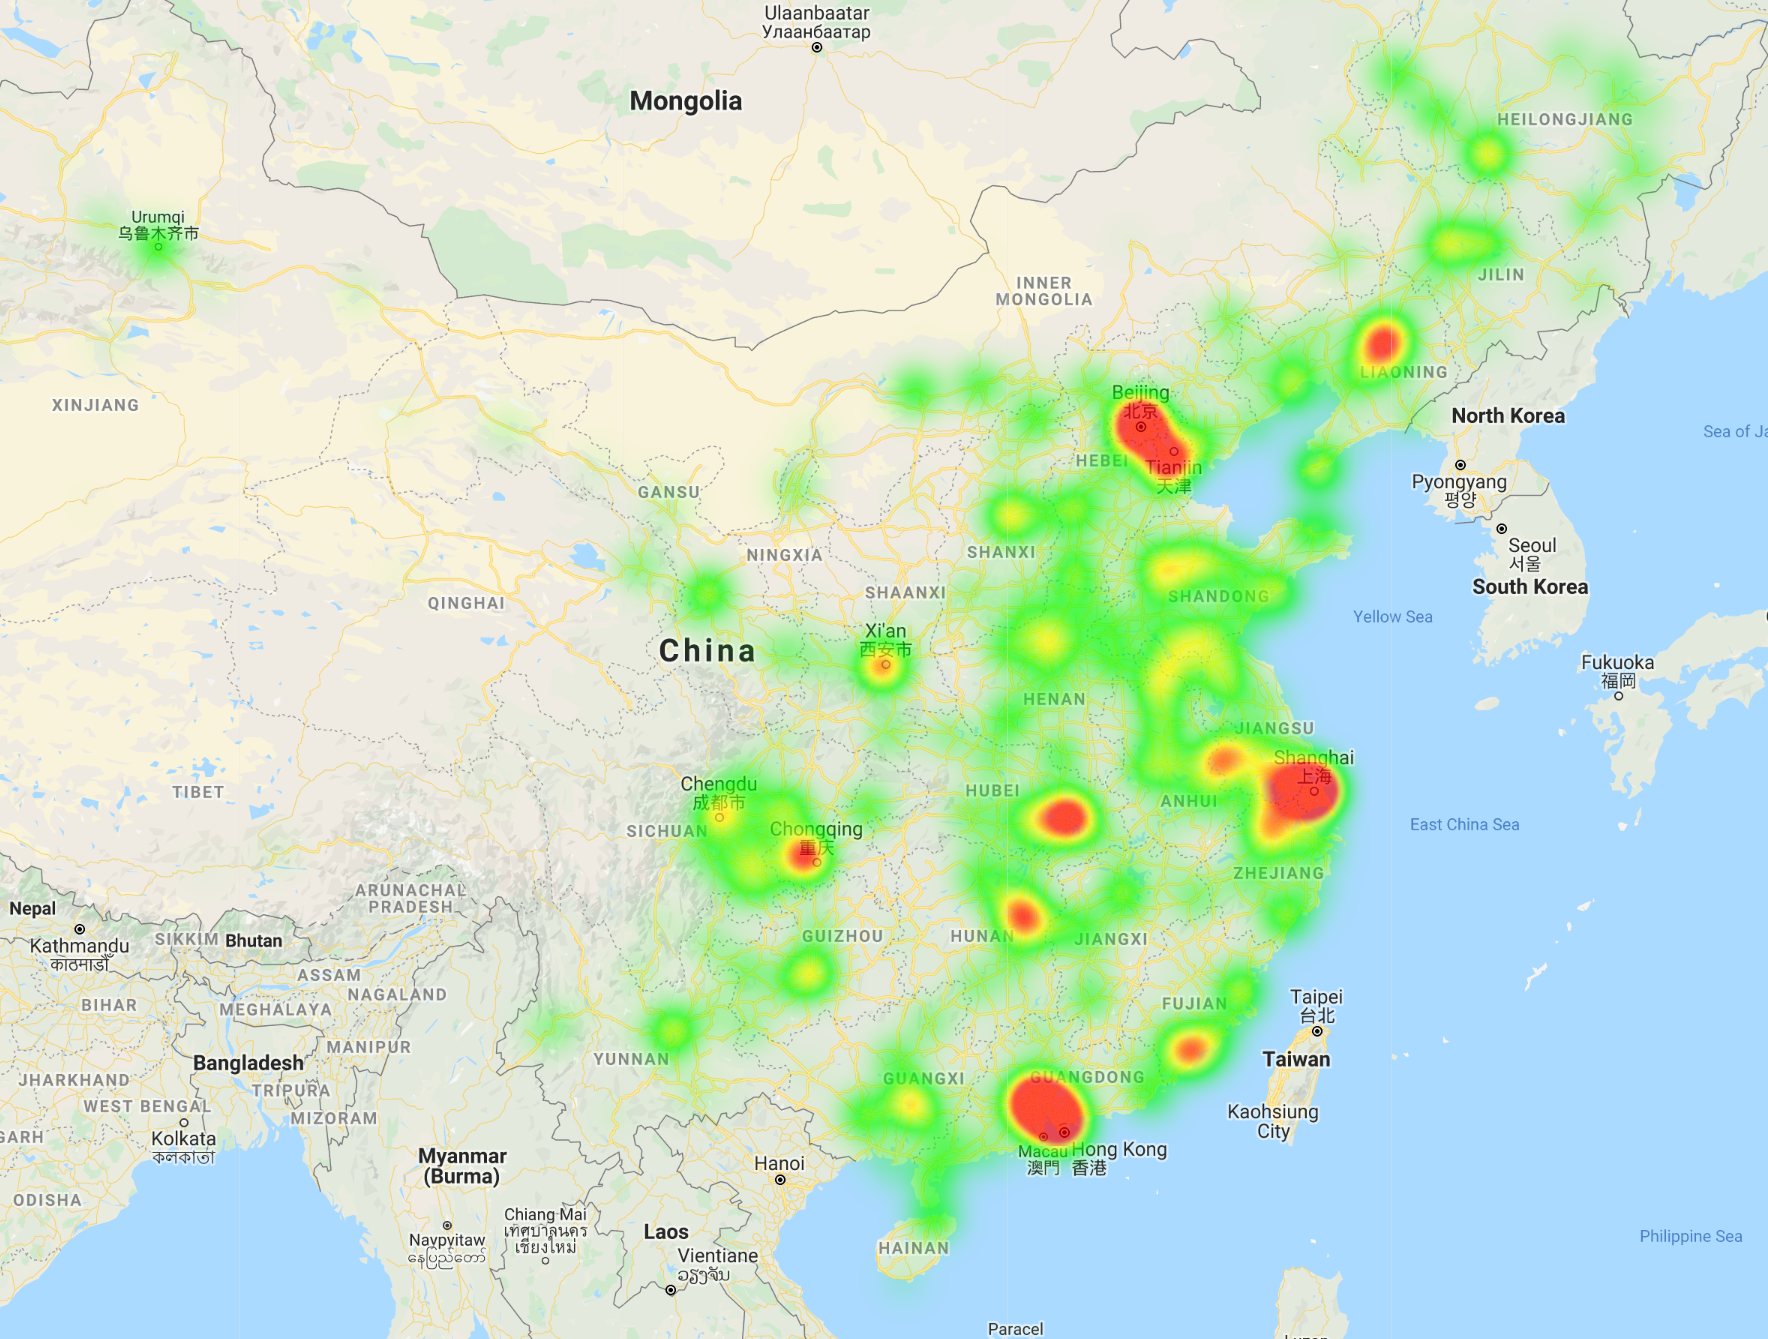 Ulaanbaatar
Улаанбаатар
Mongolia
HEILONGJIANG
Urumqi
乌鲁木齐市
JILIN
INNER
MONGOLIA
LIAONING
Beijing
北京
XINJIANG
North Korea
Sea of Ja
HEBEI
Tianjin
天津
Pyongyang
평양
GANSU
SHANXI
NINGXIA
Seoul
서울
South Korea
QINGHAI
SHAANXI
SHANDONG
Yellow Sea
Xi'an
西安市
China
Fukuoka
福岡
HENAN
JIANGSU
Shanghai
上海
Chengdu
成都市
TIBET
HUBEI
ANHUI
SICHUAN
Chongqing
重庆
East China Sea
ZHEJIANG
ARUNACHAL
PRADESH
Nepal
Kathmandu
काठमाडौँ
SIKKIM
Bhutan
GUIZHOU
HUNAN
JIANGXI
ASSAM
NAGALAND
BIHAR
MEGHALAYA
FUJIAN
Taipei
台北
MANIPUR
Bangladesh
YUNNAN
Taiwan
JHARKHAND
TRIPURA
GUANGXI
GUANGDONG
WEST BENGAL
MIZORAM
GARH
Kolkata
কলকাতা
Kaohsiung
City
Macau
澳門
Hong Kong
香港
Myanmar
(Burma)
Hanoi
ODISHA
Chiang Mai
เทศบาลนคร
เชียงใหม่
Laos
Naypyitaw
နေပြည်တော်
Vientiane
ວຽງຈັນ
HAINAN
Philippine Sea
Paracel
Luzon